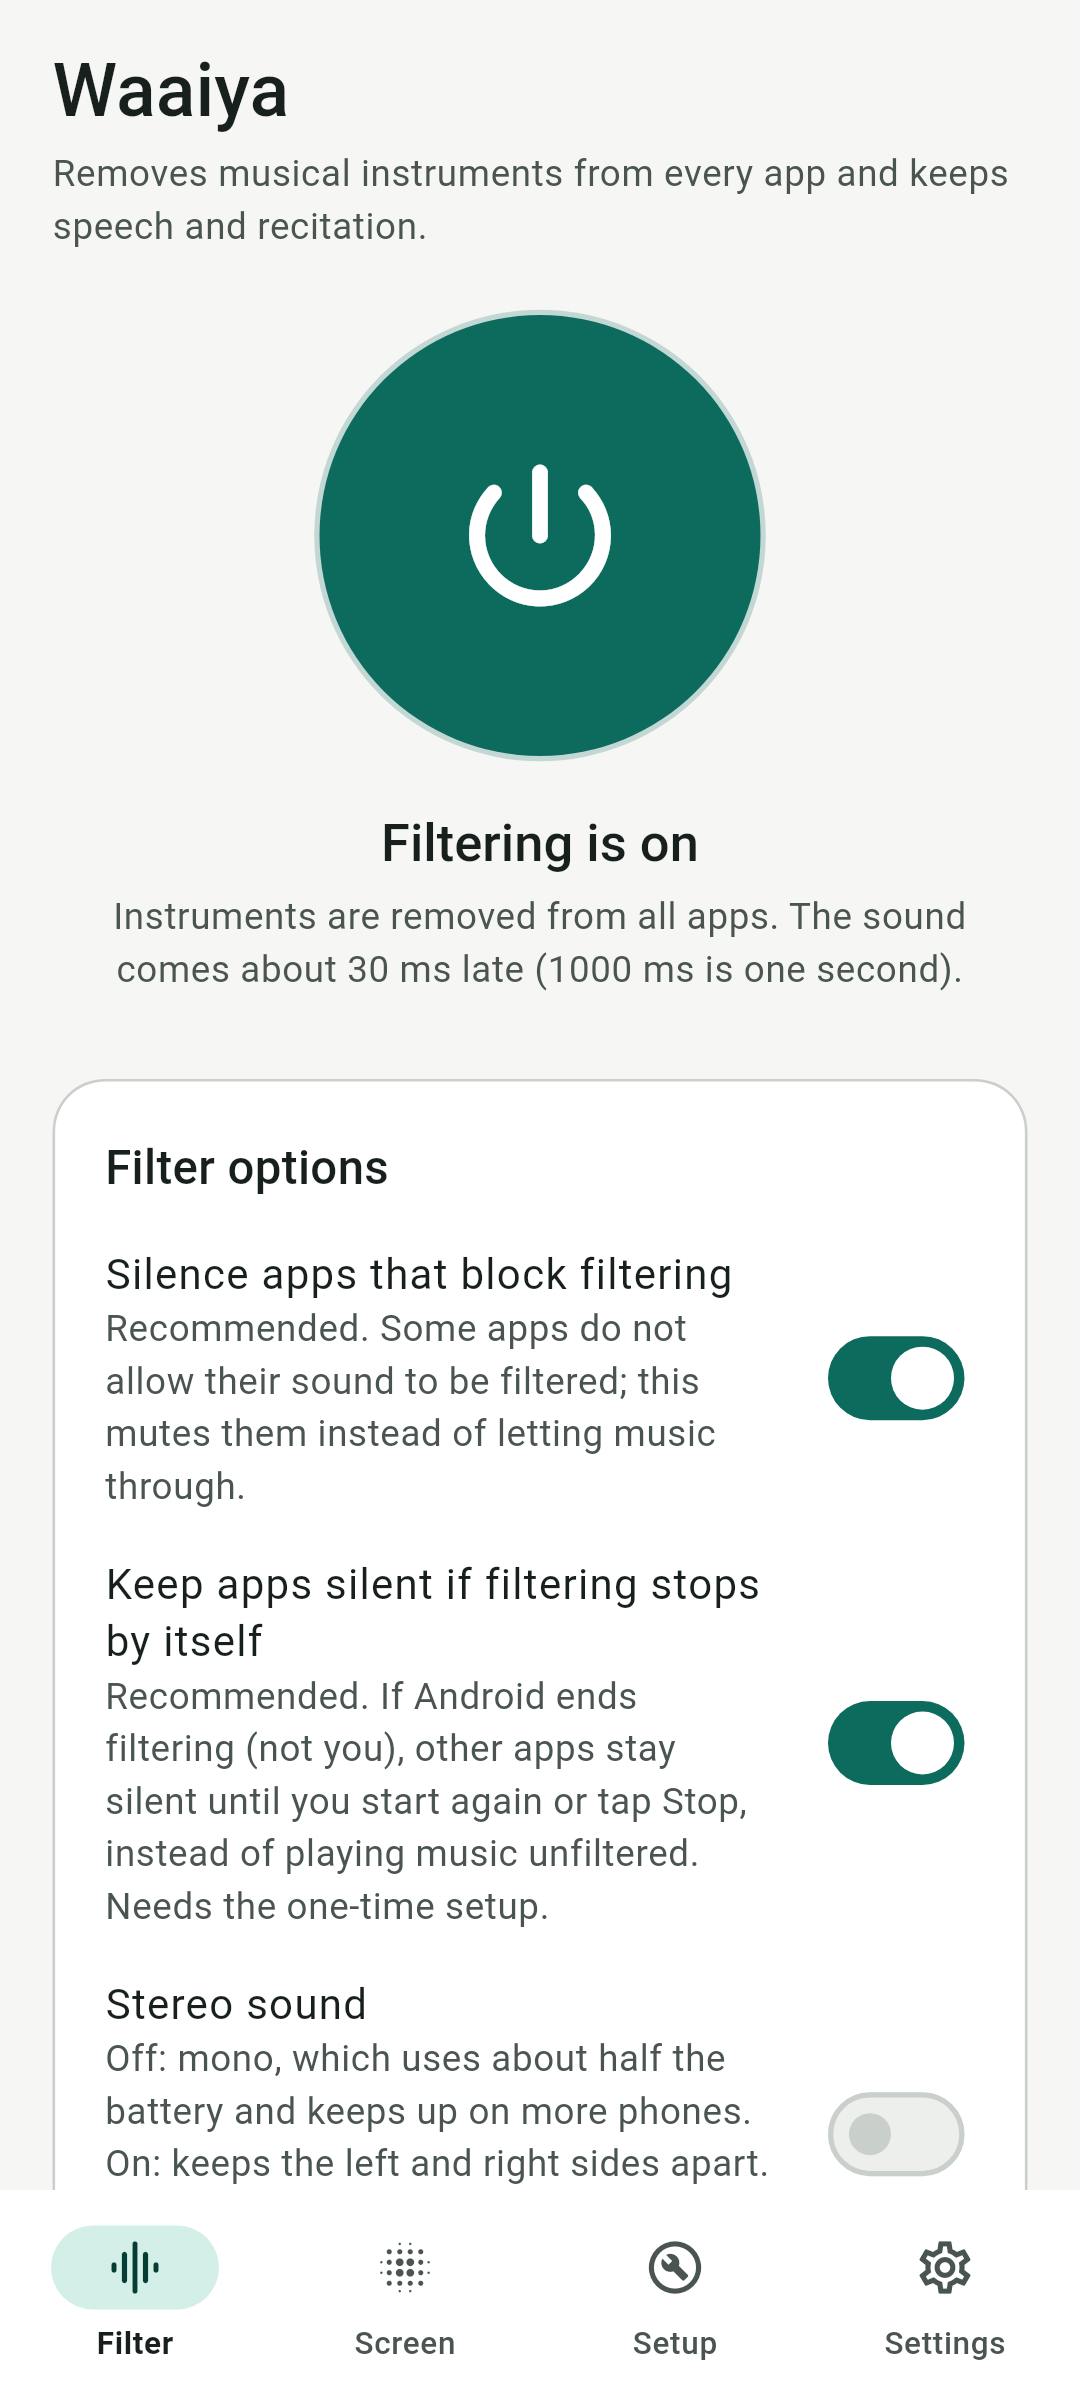 Waaiya
Removes musical instruments from every app and keeps
speech and recitation.
Filtering is on
Instruments are removed from all apps. The sound
comes about 30 ms late (1000 ms is one second).
Filter options
Silence apps that block filtering
Recommended. Some apps do not
allow their sound to be filtered; this
mutes them instead of letting music
through.
Keep apps silent if filtering stops
by itself
Recommended. If Android ends
filtering (not you), other apps stay
silent until you start again or tap Stop,
instead of playing music unfiltered.
Needs the one-time setup.
Stereo sound
Off: mono, which uses about half the
battery and keeps up on more phones.
On: keeps the left and right sides apart.
Filter
Screen
Setup
Settings